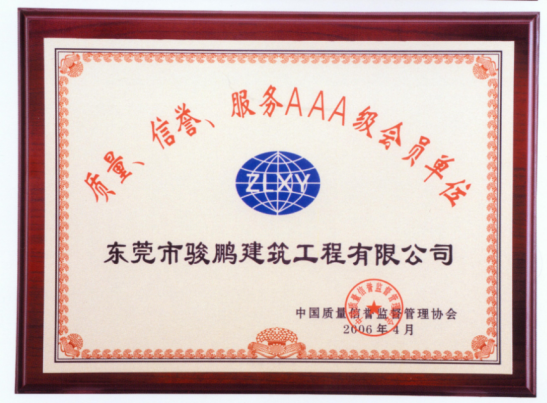 质量、信誉、服务AAA级会员单位
ZLXY
东莞市骏鹏建筑工程有限公司
中国质量信誉监督管理协会
2006年4月